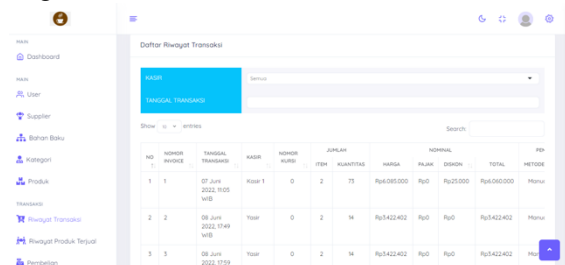 MAIN
Dashboard
MAIN
User
Supplier
Bahan Baku
Kategori
Produk
TRANSAKSI
Riwayat Transaksi
Riwayat Produk Terjual
Pembelian
Daftar Riwayat Transaksi
KASIR
Semua
TANGGAL TRANSAKSI
Show 10 entries
Search:
NO NOMOR INVOICE TANGGAL TRANSAKSI KASIR NOMOR KURSI JUMLAH NOMINAL PEM
ITEM KUANTITAS HARGA PAJAK DISKON TOTAL METODE
1 1 07 Juni 2022, 11:05 WIB Kasir 1 0 2 73 Rp6.085.000 Rp0 Rp25.000 Rp6.060.000 Manua
2 2 08 Juni 2022, 17:49 WIB Yasir 0 2 14 Rp3.422.402 Rp0 Rp0 Rp3.422.402 Manua
3 3 08 Juni 2022, 17:59 Yasir 0 2 14 Rp3.422.402 Rp0 Rp0 Rp3.422.402